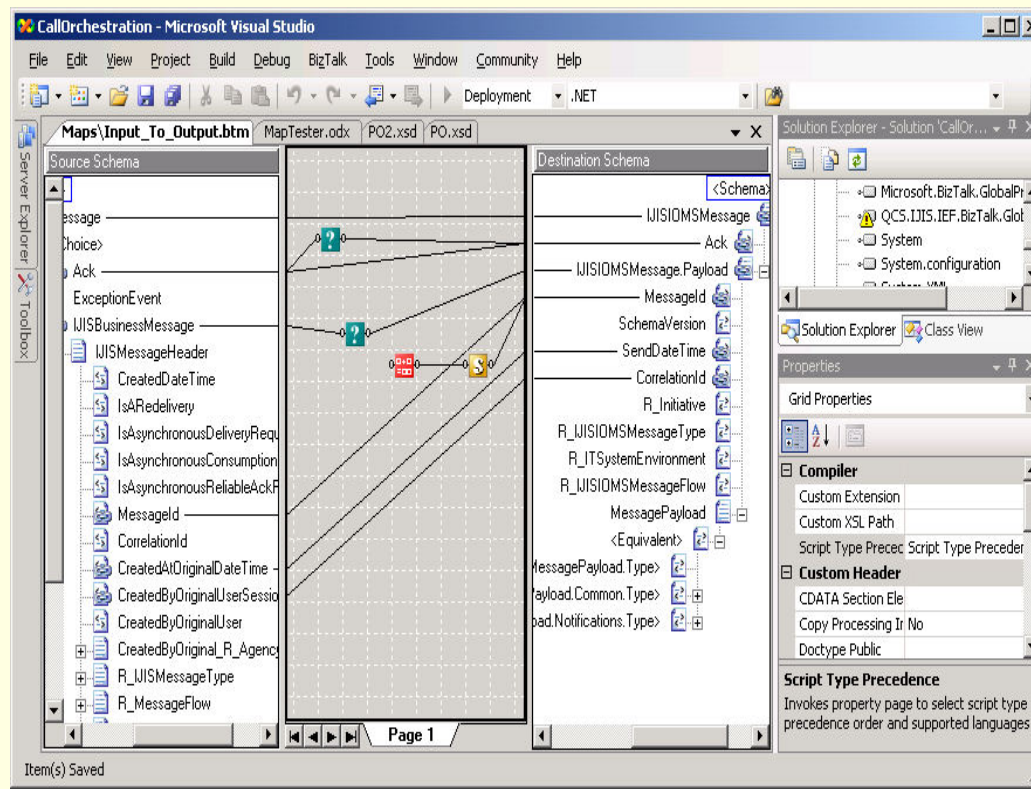 CallOrchestration - Microsoft Visual Studio
File Edit View Project Build Debug BizTalk Tools Window Community Help
Deployment .NET
Server Explorer
Toolbox
Maps\Input_To_Output.btm MapTester.odx PO2.xsd PO.xsd
Source Schema
essage
Choice>
Ack
ExceptionEvent
IJISBusinessMessage
IJISMessageHeader
CreatedDateTime
IsARedelivery
IsAsynchronousDeliveryRequ
IsAsynchronousConsumption
IsAsynchronousReliableAckF
MessageId
CorrelationId
CreatedAtOriginalDateTime
CreatedByOriginalUserSessio
CreatedByOriginalUser
CreatedByOriginal_R_Agency
R_IJISMessageType
R_MessageFlow
Page 1
Destination Schema
<Schema>
IJISIOMSMessage
Ack
IJISIOMSMessage.Payload
MessageId
SchemaVersion
SendDateTime
CorrelationId
R_Initiative
R_IJISIOMSMessageType
R_ITSystemEnvironment
R_IJISIOMSMessageFlow
MessagePayload
<Equivalent>
MessagePayload.Type>
ayload.Common.Type>
oad.Notifications.Type>
Solution Explorer - Solution 'CallOr...
Microsoft.BizTalk.GlobalPr
QCS.IJIS.IEF.BizTalk.Glol
System
System.configuration
Solution Explorer Class View
Properties
Grid Properties
Compiler
Custom Extension
Custom XSL Path
Script Type Prece Script Type Preceder
Custom Header
CDATA Section Ele
Copy Processing Ir No
Doctype Public
Script Type Precedence
Invokes property page to select script type
precedence order and supported languages
Item(s) Saved